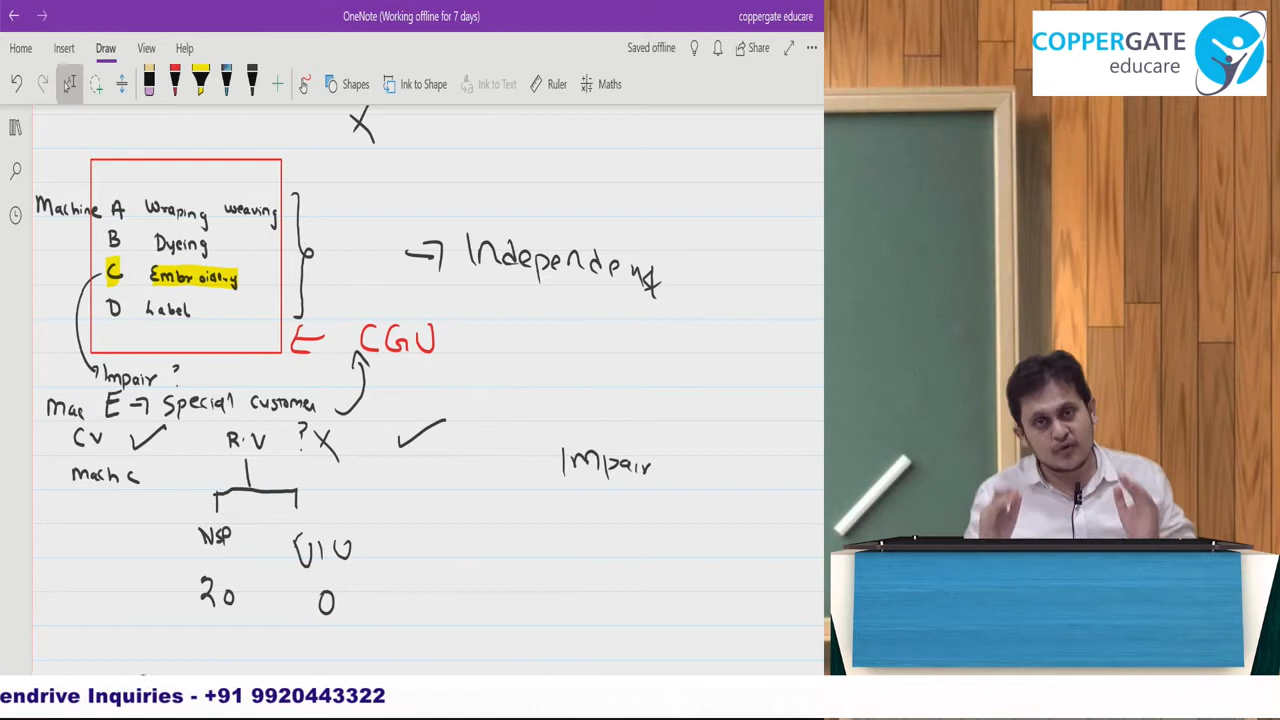 OneNote (Working offline for 7 days)
coppergate educare
Home Insert Draw View Help
Saved offline Share
Shapes Ink to Shape Ink to Text Ruler Maths
COPPERGATE
educare
X
Machine A Wraping weaving
B Dyeing
C Embroidery
D Label
→ Independent
E CGU
Impair ?
Mac E → Special customer
CV ✓ R.V ? X ✓
Mach C
Impair
NSP VIU
20 0
endrive Inquiries - +91 9920443322